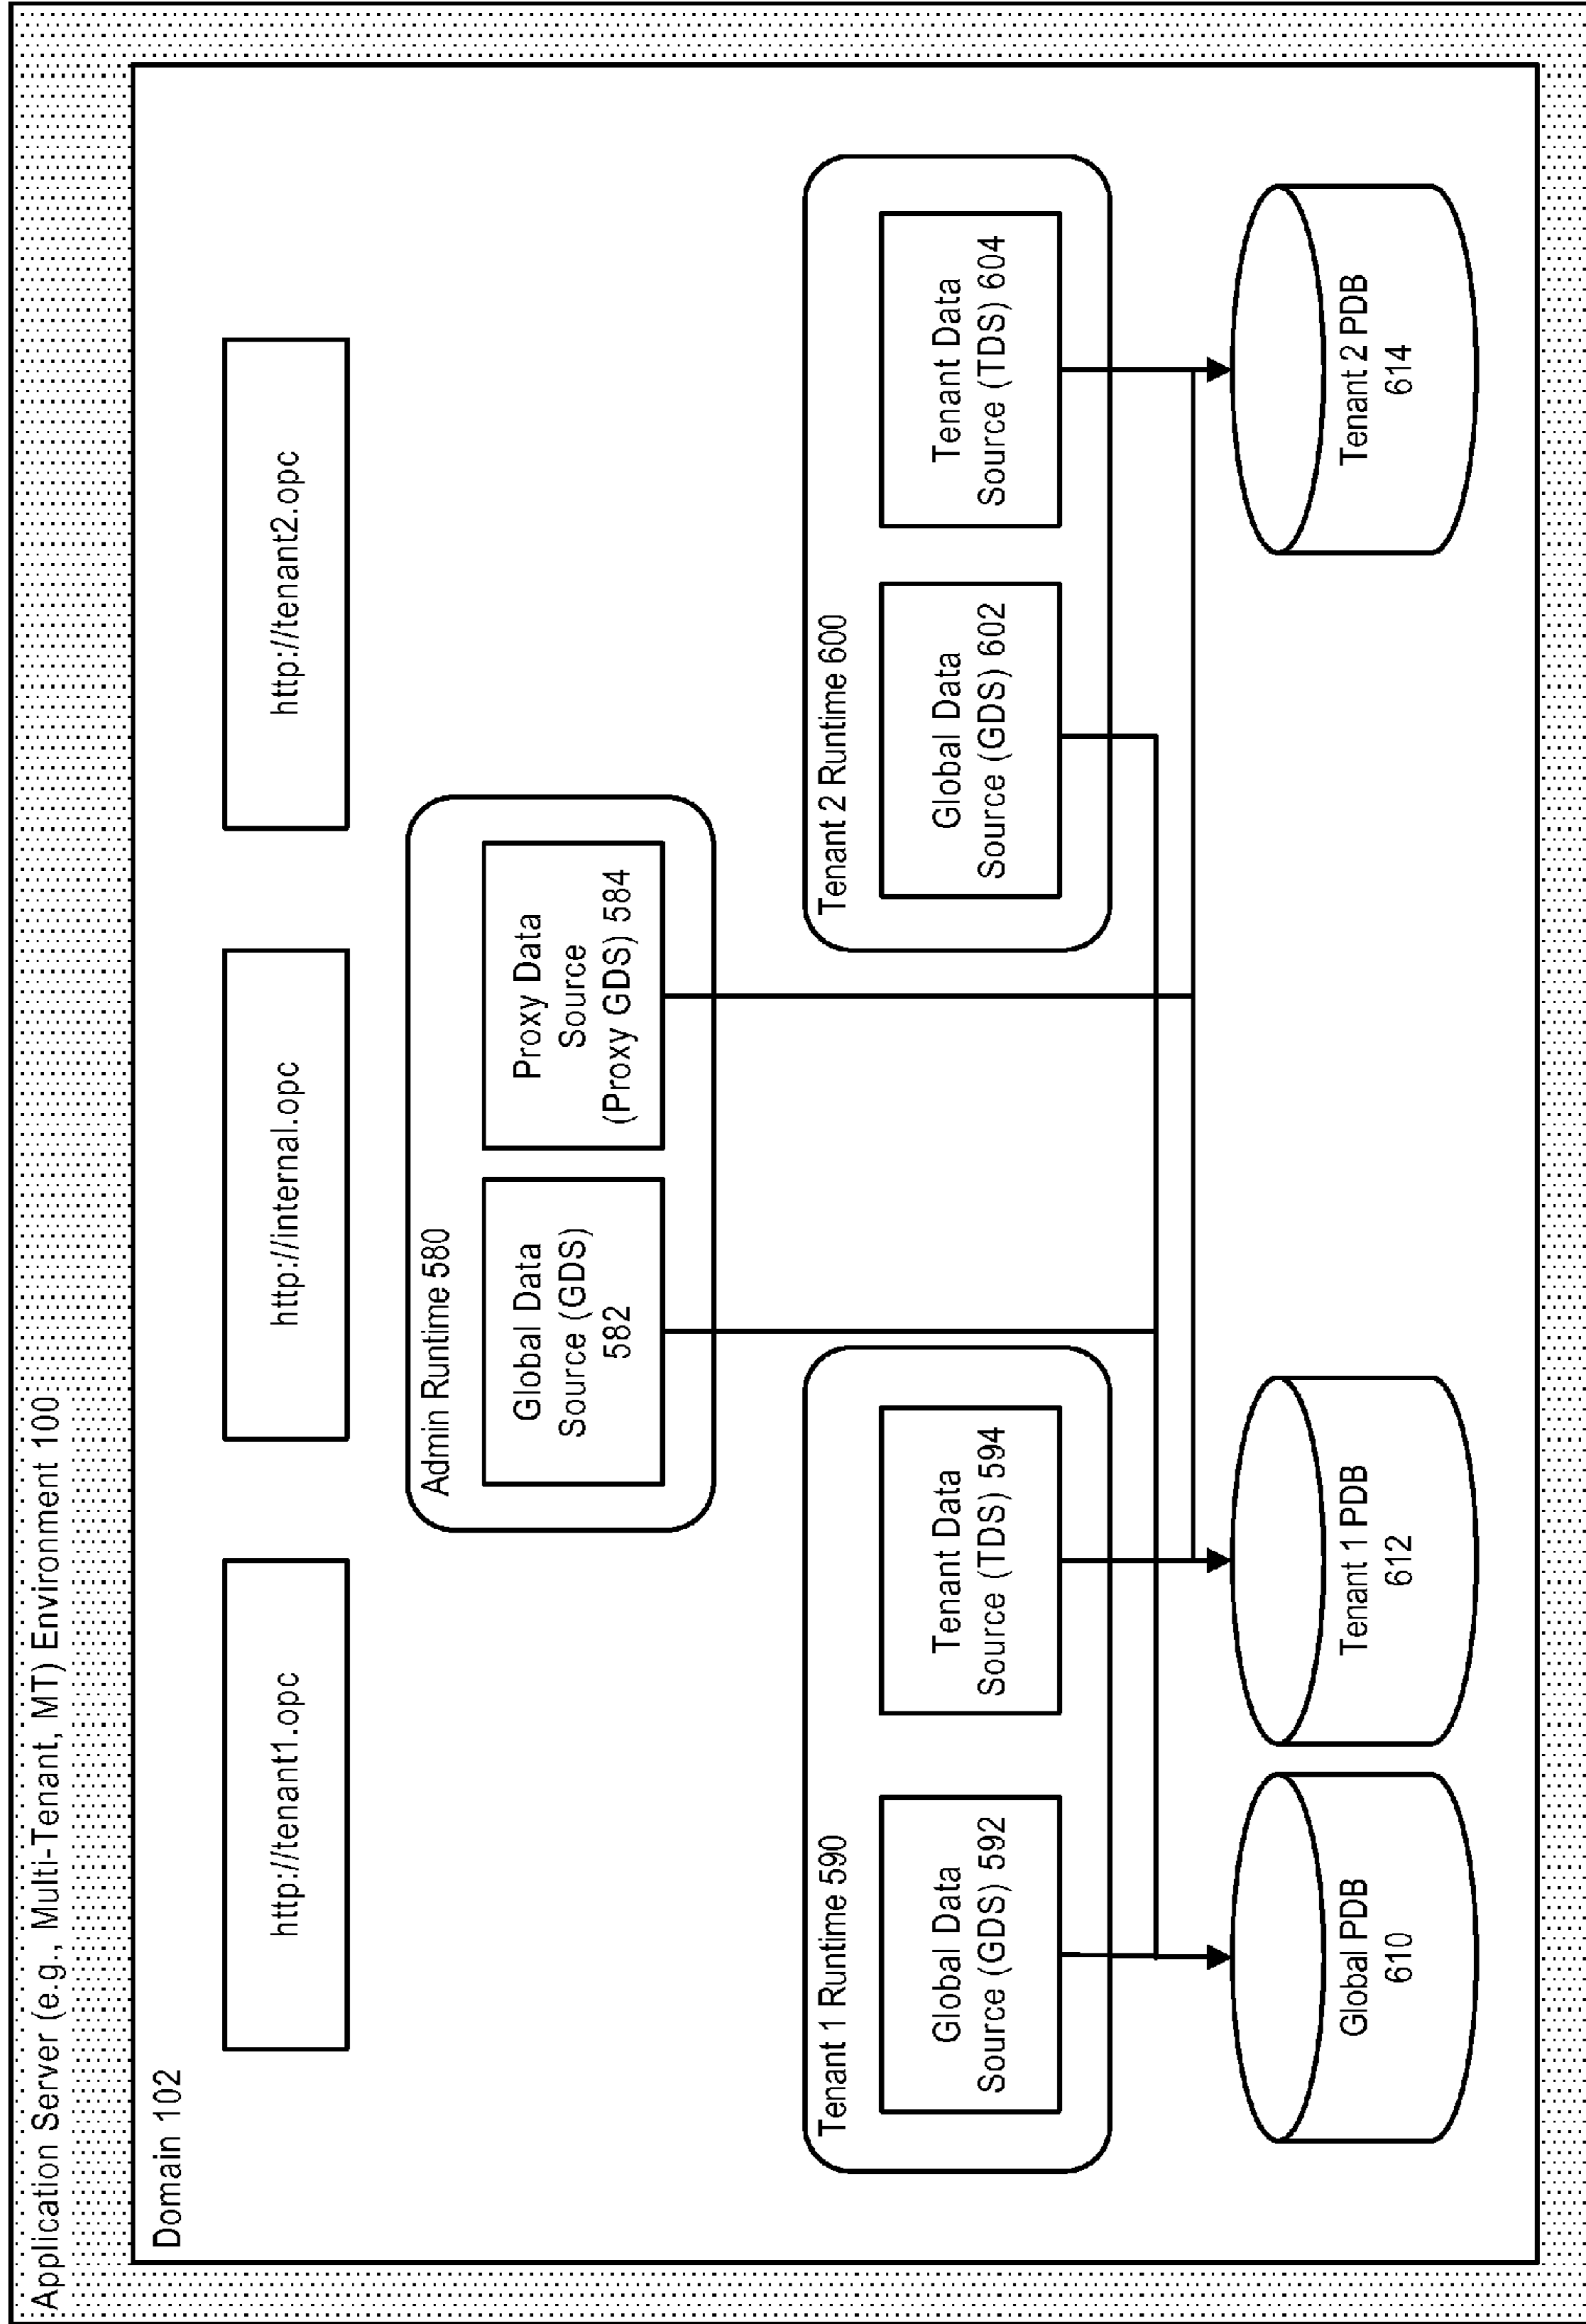 Application Server (e.g., Multi-Tenant, MT) Environment 100
Domain 102
http://tenant1.opc
http://internal.opc
http://tenant2.opc
Admin Runtime 580
Global Data
Source (GDS)
582
Proxy Data
Source
(Proxy GDS) 584
Tenant 1 Runtime 590
Global Data
Source (GDS) 592
Tenant Data
Source (TDS) 594
Tenant 2 Runtime 600
Global Data
Source (GDS) 602
Tenant Data
Source (TDS) 604
Global PDB
610
Tenant 1 PDB
612
Tenant 2 PDB
614